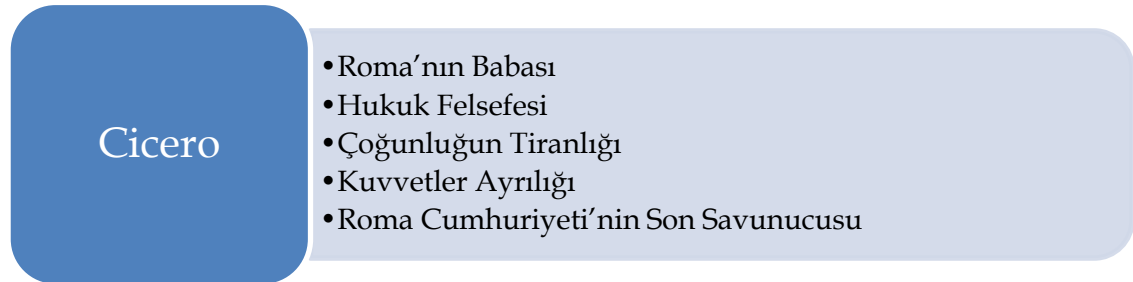 Cicero
•Roma’nın Babası
•Hukuk Felsefesi
•Çoğunluğun Tiranlığı
•Kuvvetler Ayrılığı
•Roma Cumhuriyeti’nin Son Savunucusu